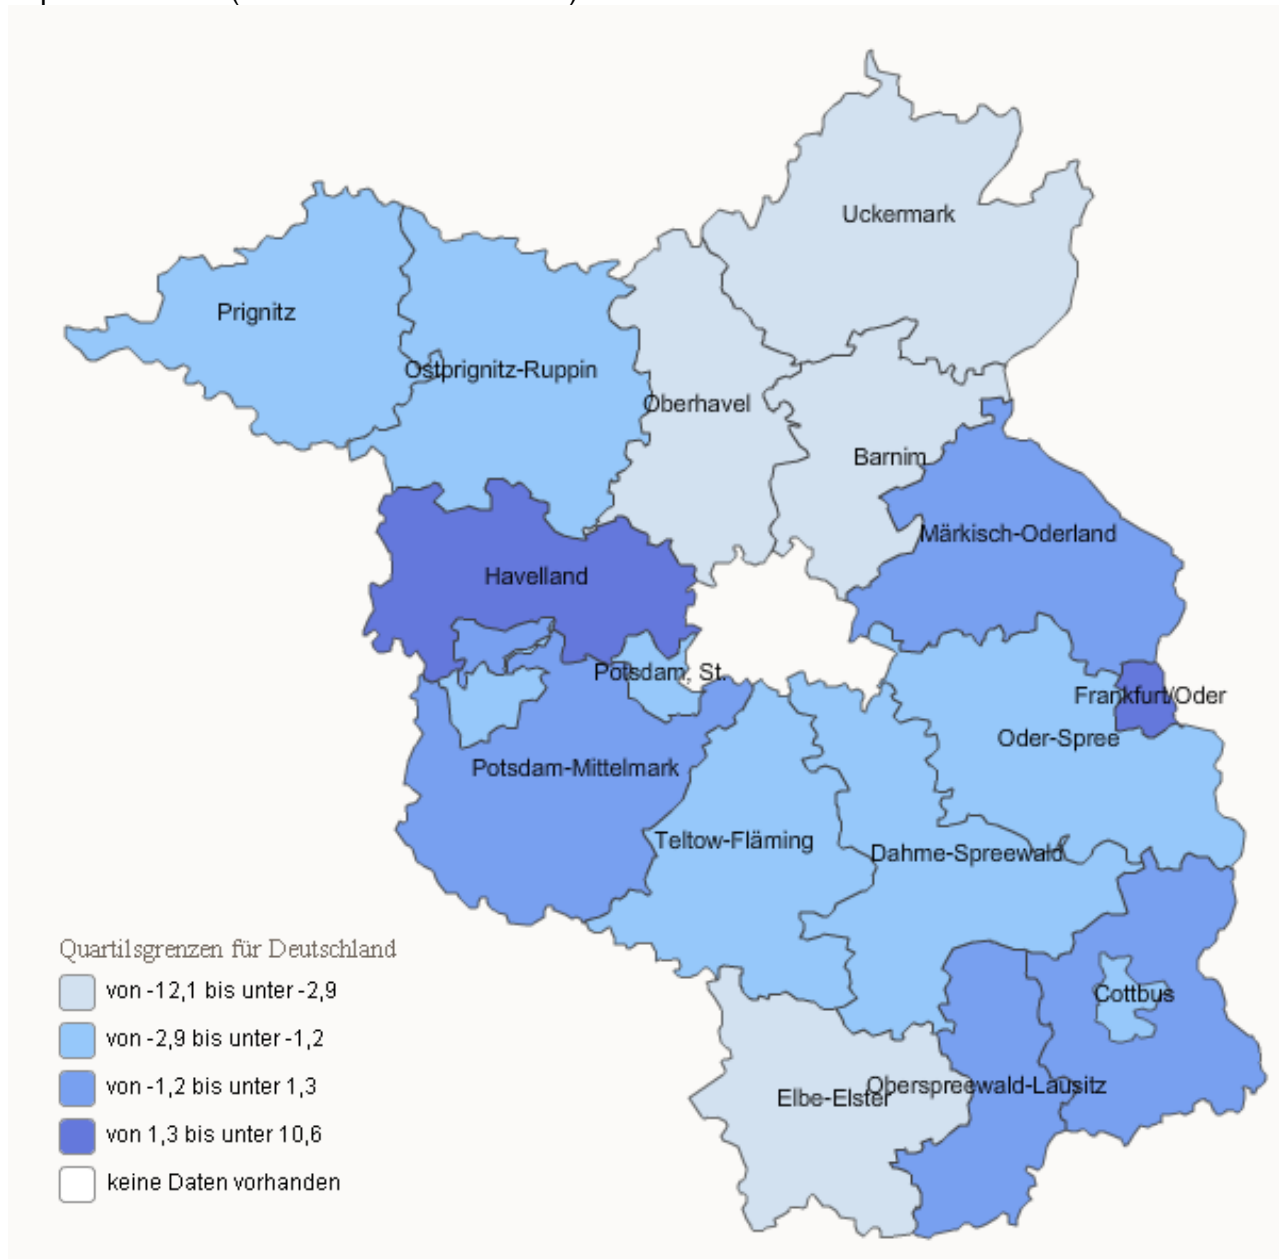 Uckermark
Prignitz
Ostprignitz-Ruppin
Oberhavel
Barnim
Märkisch-Oderland
Havelland
Potsdam, St.
Frankfurt/Oder
Oder-Spree
Potsdam-Mittelmark
Teltow-Fläming
Dahme-Spreewald
Quartilsgrenzen für Deutschland
von -12,1 bis unter -2,9
Cottbus
von -2,9 bis unter -1,2
von -1,2 bis unter 1,3
Oberspreewald-Lausitz
Elbe-Elster
von 1,3 bis unter 10,6
keine Daten vorhanden